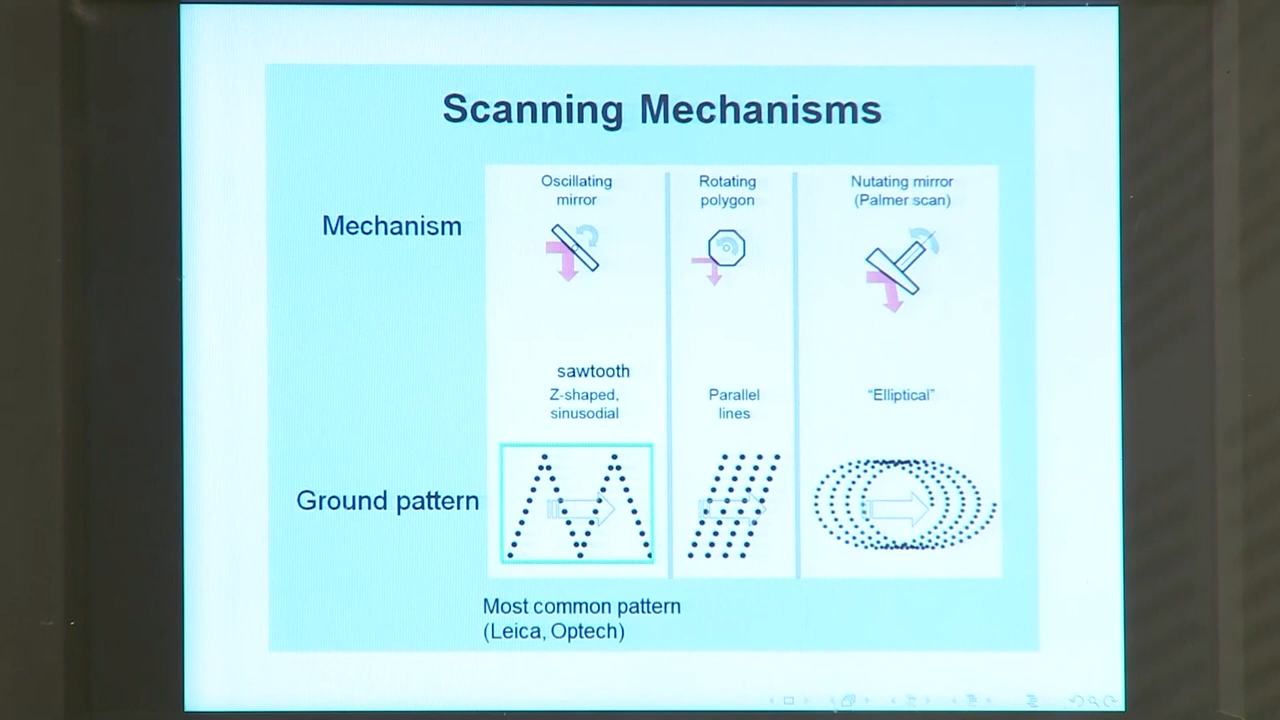 Scanning Mechanisms
Mechanism
Oscillating
mirror
Rotating
polygon
Nutating mirror
(Palmer scan)
sawtooth
Z-shaped,
sinusodial
Parallel
lines
“Elliptical”
Ground pattern
Most common pattern
(Leica, Optech)